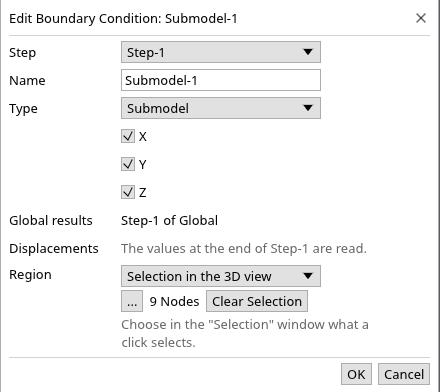 Edit Boundary Condition: Submodel-1
Step Step-1
Name Submodel-1
Type Submodel
X
Y
Z
Global results Step-1 of Global
Displacements The values at the end of Step-1 are read.
Region Selection in the 3D view
... 9 Nodes Clear Selection
Choose in the "Selection" window what a
click selects.
OK Cancel